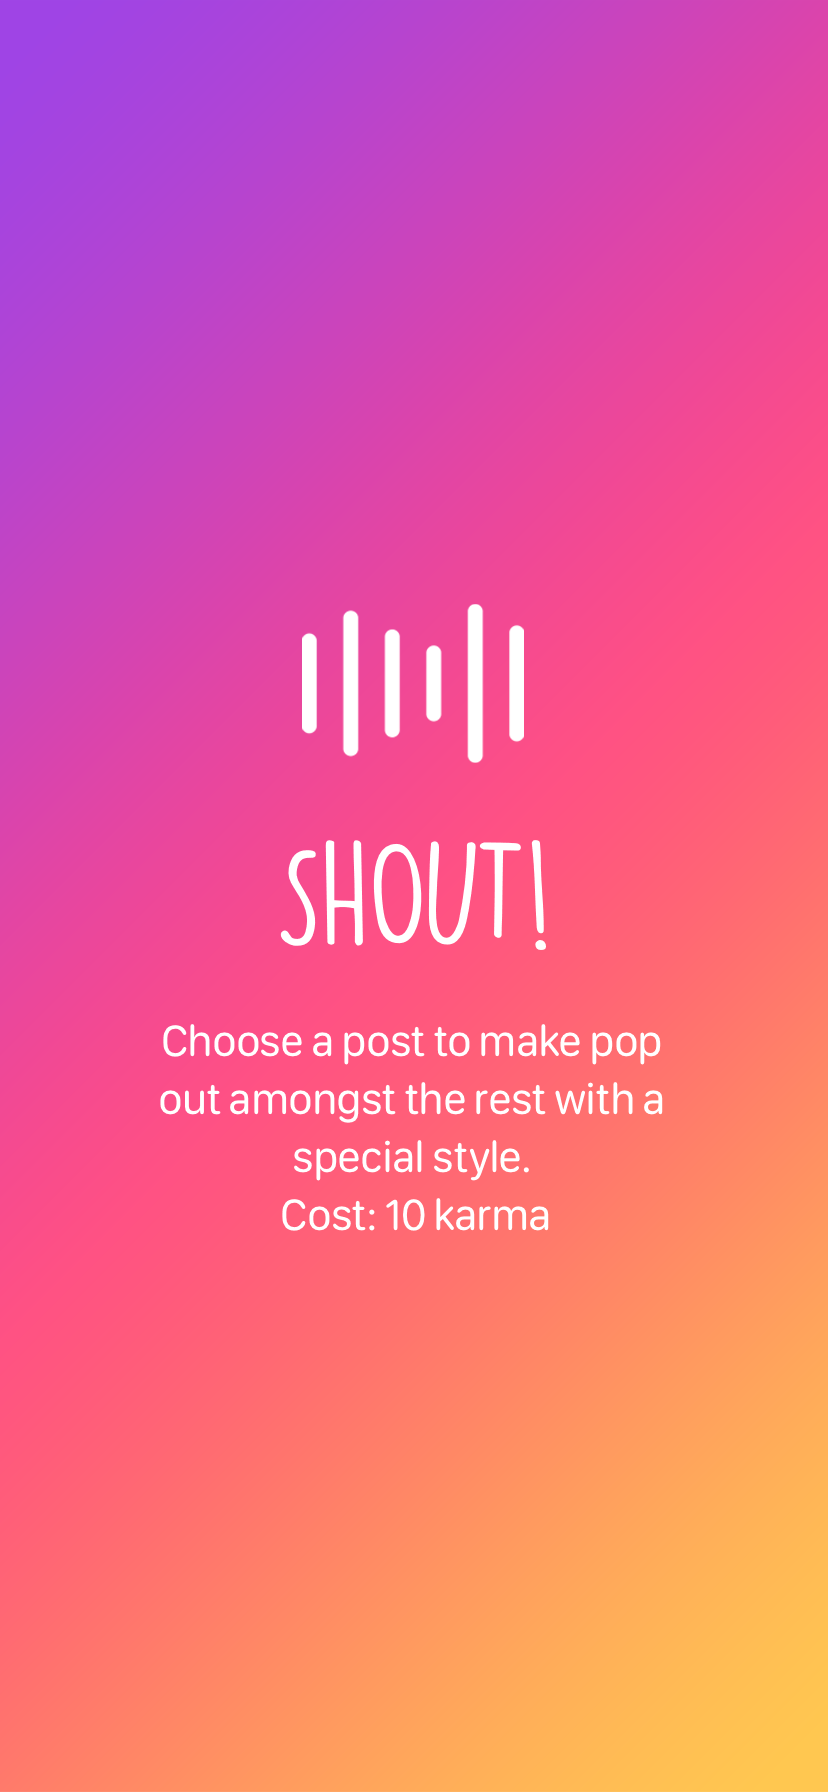 SHOUT!
Choose a post to make pop
out amongst the rest with a
special style.
Cost: 10 karma